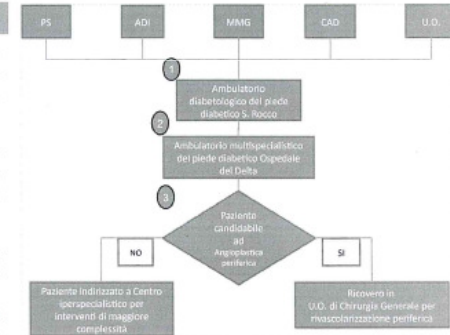 PS
ADI
MMG
CAD
U.O.
1
Ambulatorio
diabetologico del piede
diabetico S. Rocco
2
Ambulatorio multispecialistico
del piede diabetico Ospedale
del Delta
3
Paziente
candidabile
ad
Angioplastica
periferica
NO
SI
Paziente indirizzato a Centro
iperspecialistico per
interventi di maggiore
complessità
Ricovero in
U.O. di Chirurgia Generale per
rivascolarizzazione periferica